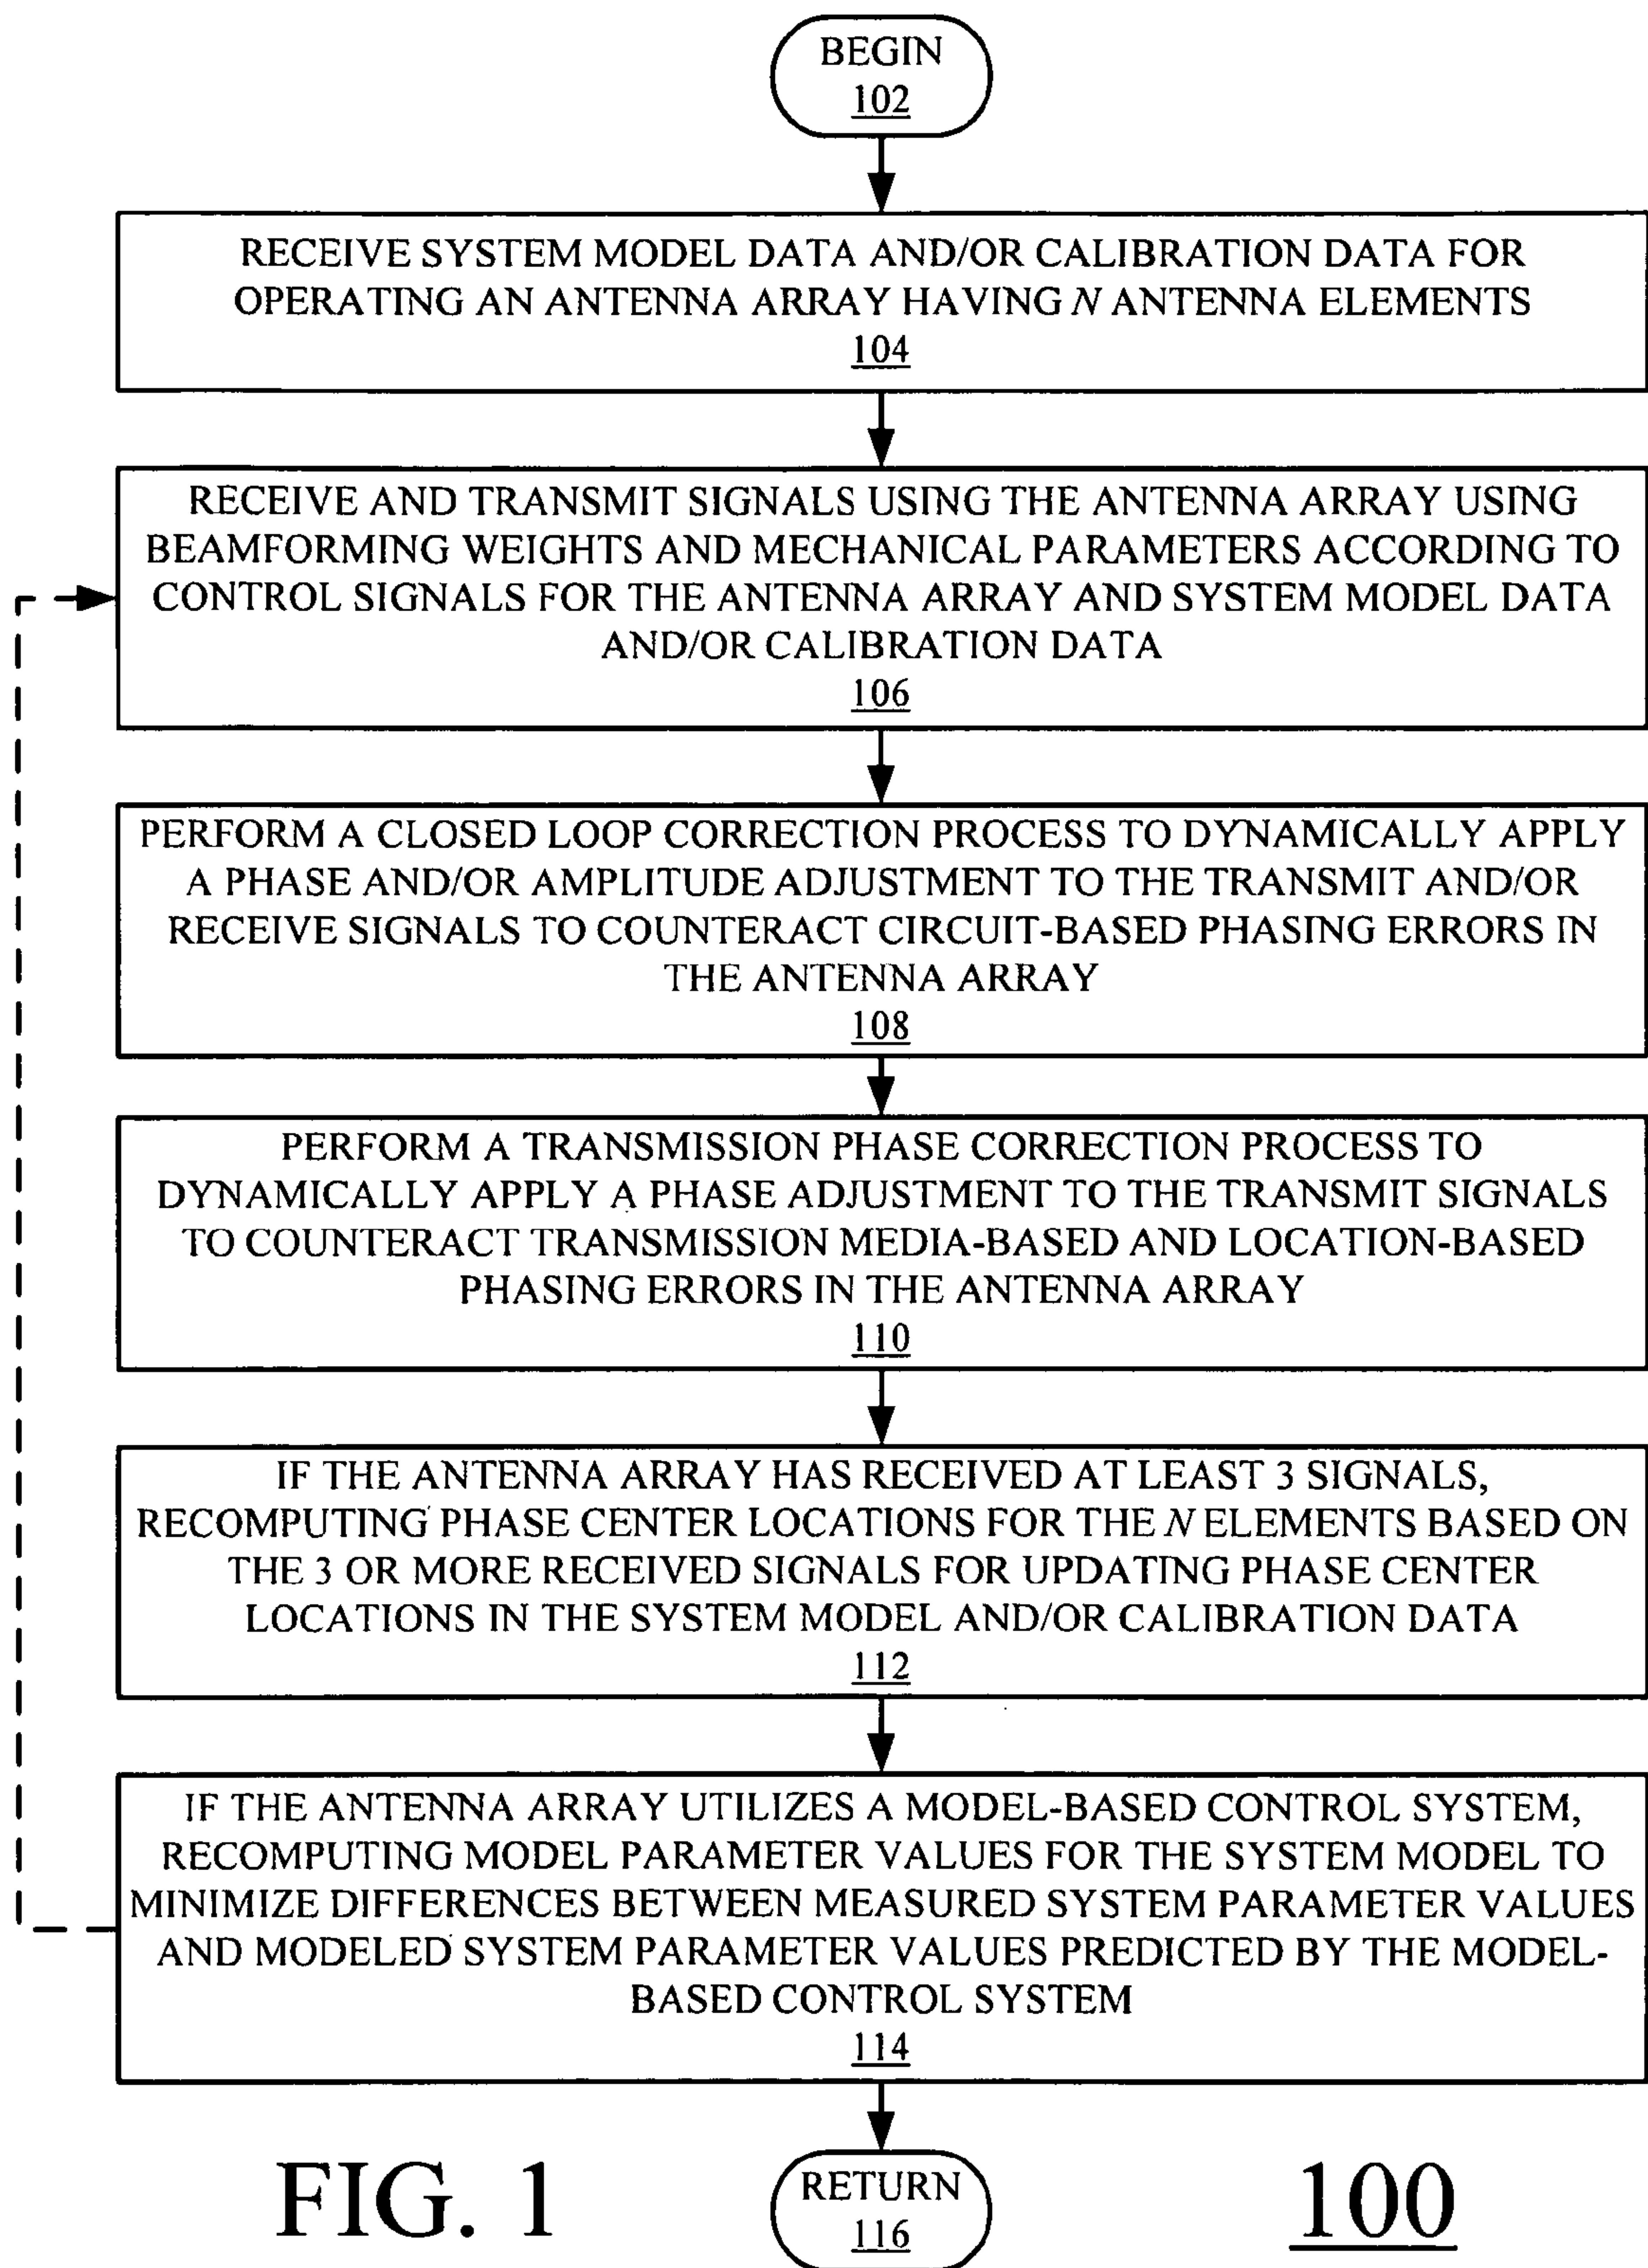 BEGIN
102
RECEIVE SYSTEM MODEL DATA AND/OR CALIBRATION DATA FOR
OPERATING AN ANTENNA ARRAY HAVING N ANTENNA ELEMENTS
104
RECEIVE AND TRANSMIT SIGNALS USING THE ANTENNA ARRAY USING
BEAMFORMING WEIGHTS AND MECHANICAL PARAMETERS ACCORDING TO
CONTROL SIGNALS FOR THE ANTENNA ARRAY AND SYSTEM MODEL DATA
AND/OR CALIBRATION DATA
106
PERFORM A CLOSED LOOP CORRECTION PROCESS TO DYNAMICALLY APPLY
A PHASE AND/OR AMPLITUDE ADJUSTMENT TO THE TRANSMIT AND/OR
RECEIVE SIGNALS TO COUNTERACT CIRCUIT-BASED PHASING ERRORS IN
THE ANTENNA ARRAY
108
PERFORM A TRANSMISSION PHASE CORRECTION PROCESS TO
DYNAMICALLY APPLY A PHASE ADJUSTMENT TO THE TRANSMIT SIGNALS
TO COUNTERACT TRANSMISSION MEDIA-BASED AND LOCATION-BASED
PHASING ERRORS IN THE ANTENNA ARRAY
110
IF THE ANTENNA ARRAY HAS RECEIVED AT LEAST 3 SIGNALS,
RECOMPUTING PHASE CENTER LOCATIONS FOR THE N ELEMENTS BASED ON
THE 3 OR MORE RECEIVED SIGNALS FOR UPDATING PHASE CENTER
LOCATIONS IN THE SYSTEM MODEL AND/OR CALIBRATION DATA
112
IF THE ANTENNA ARRAY UTILIZES A MODEL-BASED CONTROL SYSTEM,
RECOMPUTING MODEL PARAMETER VALUES FOR THE SYSTEM MODEL TO
MINIMIZE DIFFERENCES BETWEEN MEASURED SYSTEM PARAMETER VALUES
AND MODELED SYSTEM PARAMETER VALUES PREDICTED BY THE MODEL-
BASED CONTROL SYSTEM
114
RETURN
116
FIG. 1
100